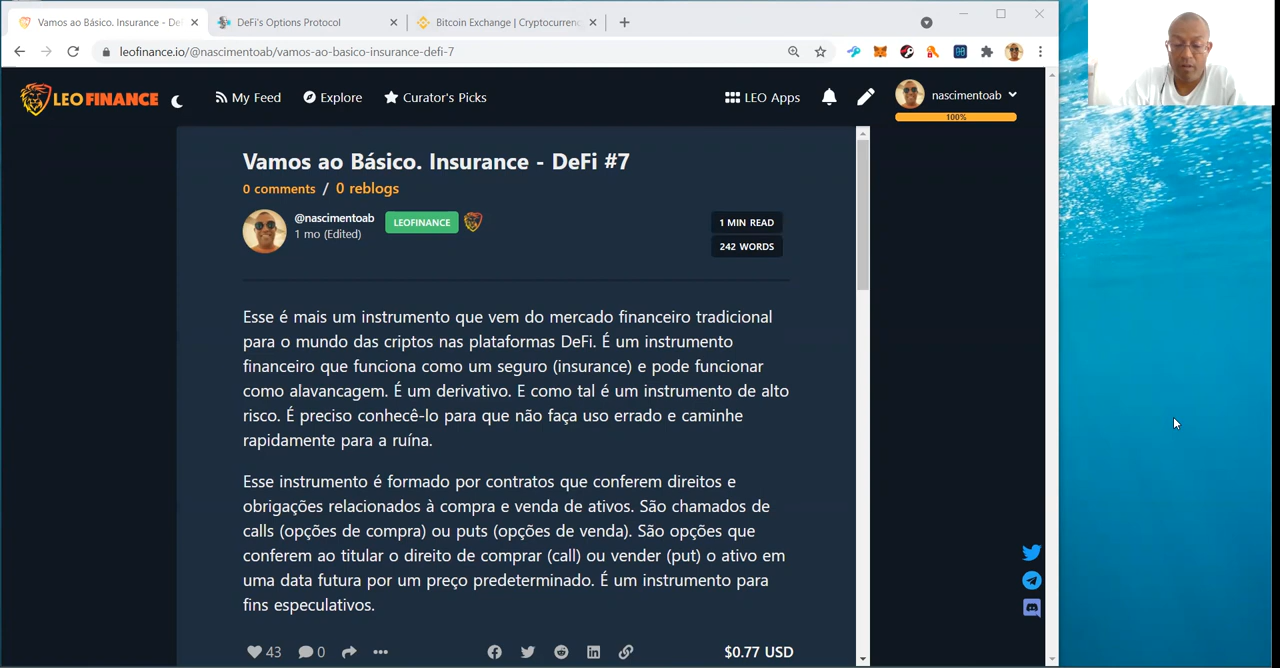 Vamos ao Básico. Insurance - Def
DeFi's Options Protocol
Bitcoin Exchange | Cryptocurrenc
leofinance.io/@nascimentoab/vamos-ao-basico-insurance-defi-7
LEOFINANCE
My Feed
Explore
Curator's Picks
LEO Apps
nascimentoab
100%
Vamos ao Básico. Insurance - DeFi #7
0 comments / 0 reblogs
@nascimentoab
LEOFINANCE
1 MIN READ
1 mo (Edited)
242 WORDS
Esse é mais um instrumento que vem do mercado financeiro tradicional
para o mundo das criptos nas plataformas DeFi. É um instrumento
financeiro que funciona como um seguro (insurance) e pode funcionar
como alavancagem. É um derivativo. E como tal é um instrumento de alto
risco. É preciso conhecê-lo para que não faça uso errado e caminhe
rapidamente para a ruína.
Esse instrumento é formado por contratos que conferem direitos e
obrigações relacionados à compra e venda de ativos. São chamados de
calls (opções de compra) ou puts (opções de venda). São opções que
conferem ao titular o direito de comprar (call) ou vender (put) o ativo em
uma data futura por um preço predeterminado. É um instrumento para
fins especulativos.
43
0
$0.77 USD